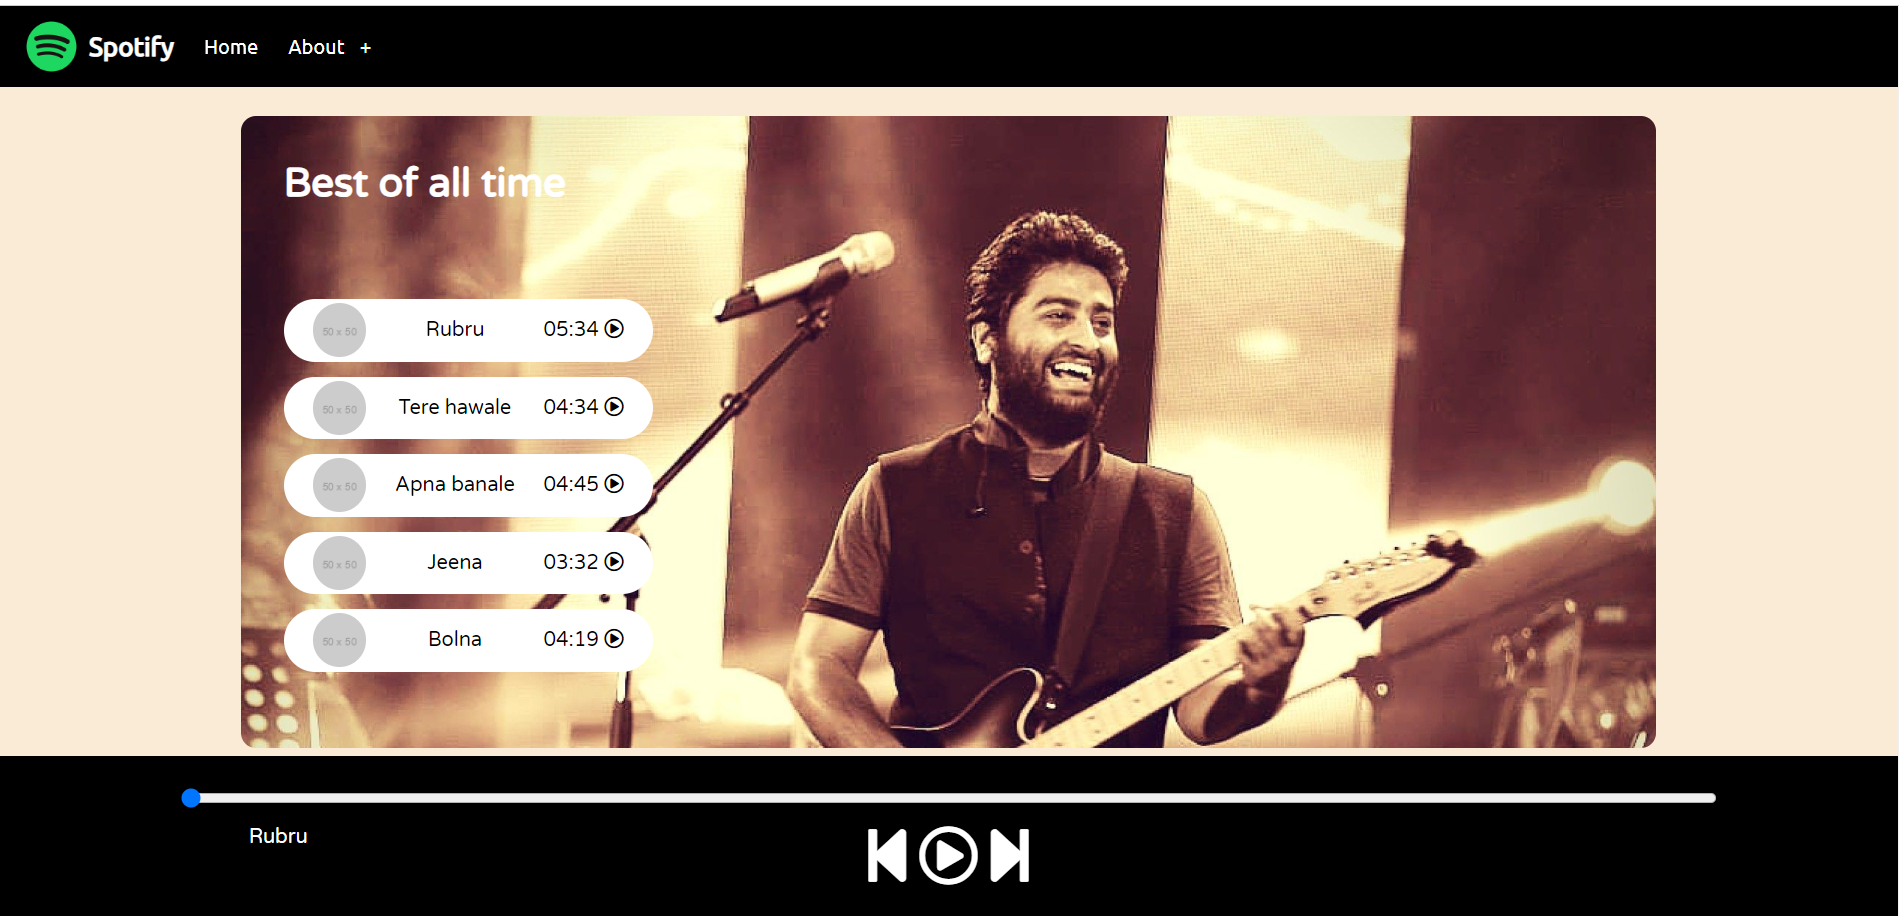 Spotify Home About +
Best of all time
50 x 50 Rubru 05:34
50 x 50 Tere hawale 04:34
50 x 50 Apna banale 04:45
50 x 50 Jeena 03:32
50 x 50 Bolna 04:19
Rubru